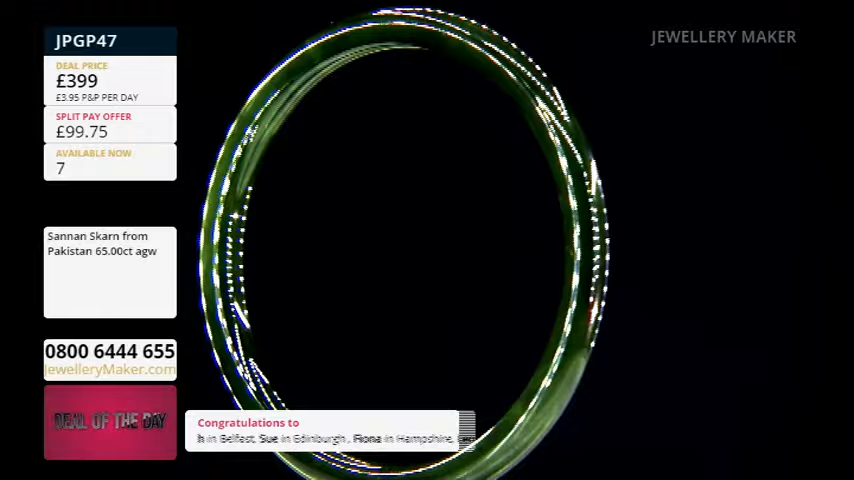 JPGP47
DEAL PRICE
£399
£3.95 P&P PER DAY
SPLIT PAY OFFER
£99.75
AVAILABLE NOW
7
Sannan Skarn from
Pakistan 65.00ct agw
0800 6444 655
JewelleryMaker.com
DEAL OF THE DAY
JEWELLERY MAKER
Congratulations to
h in Belfast, Sue in Edinburgh, Fiona in Hampshire,